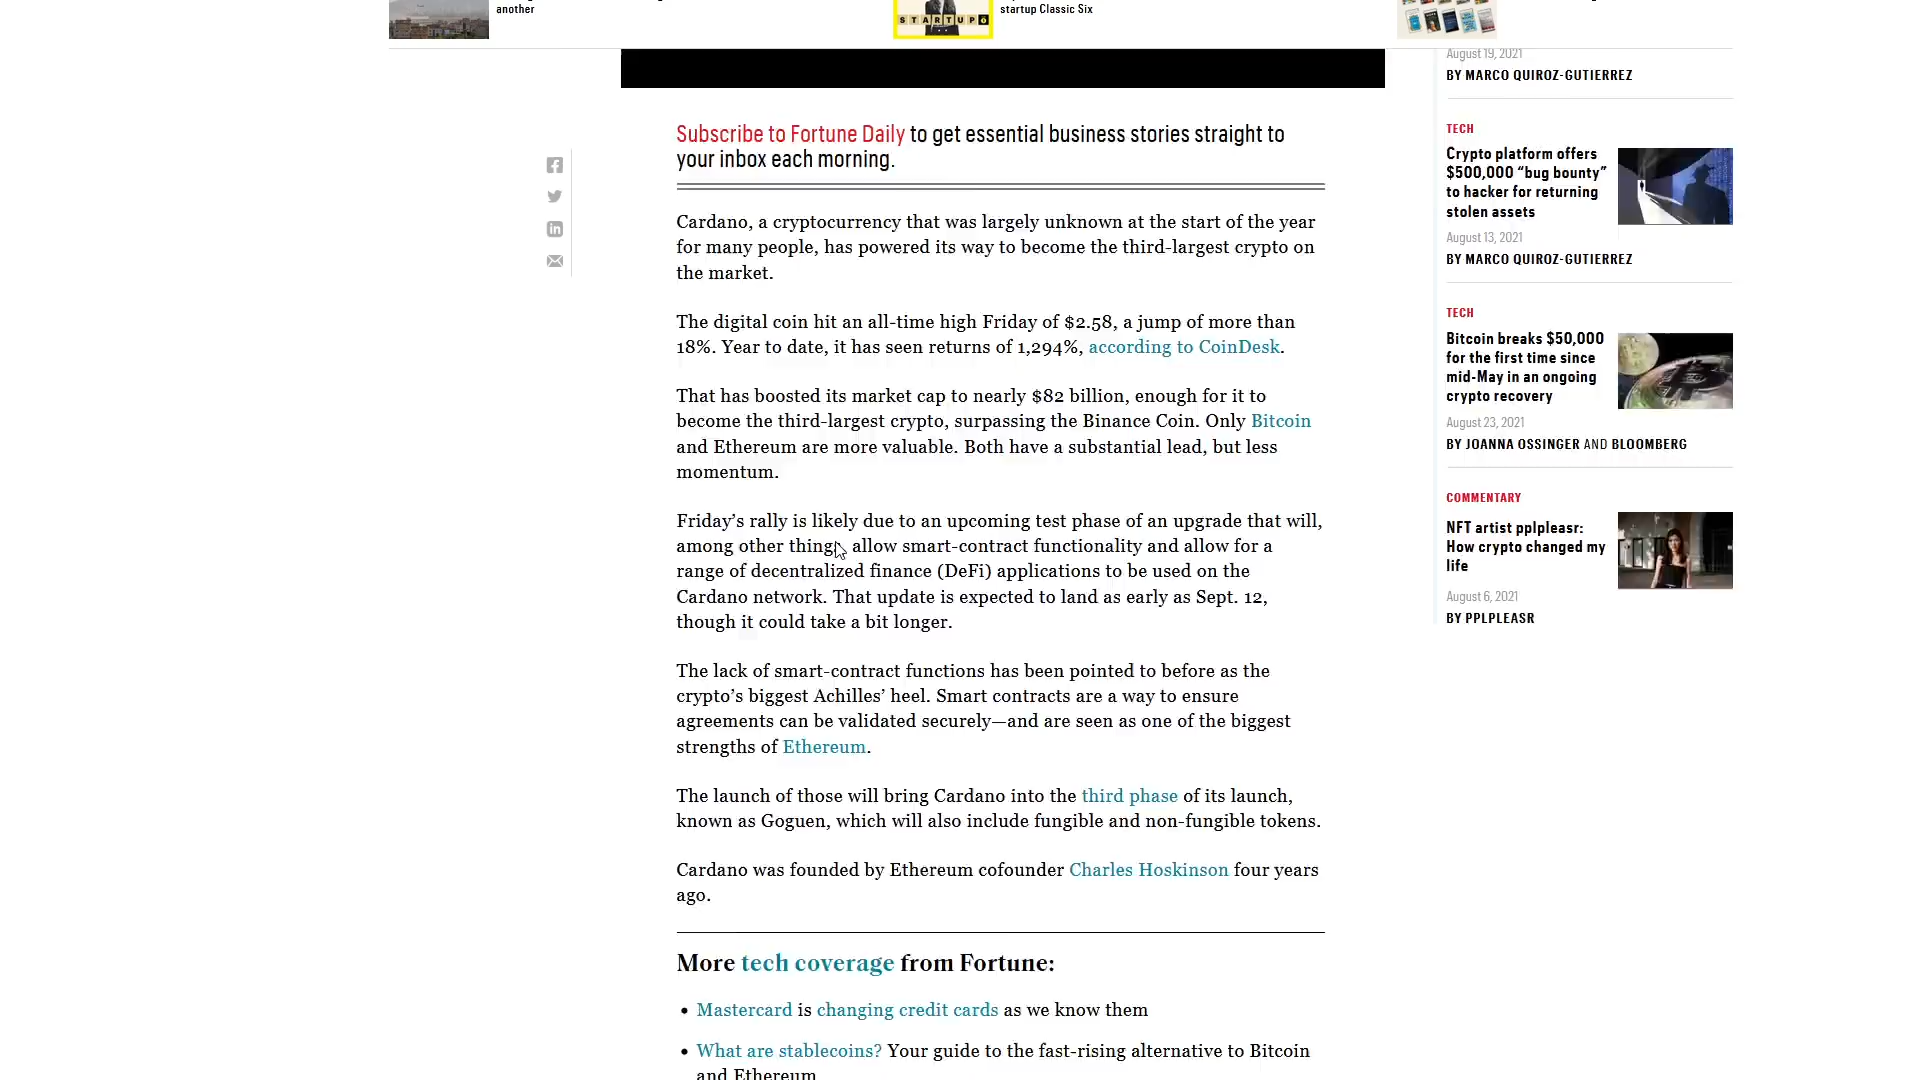 another
STARTUP
startup Classic Six
August 19, 2021
BY MARCO QUIROZ-GUTIERREZ
TECH
Crypto platform offers
$500,000 “bug bounty”
to hacker for returning
stolen assets
August 13, 2021
BY MARCO QUIROZ-GUTIERREZ
TECH
Bitcoin breaks $50,000
for the first time since
mid-May in an ongoing
crypto recovery
August 23, 2021
BY JOANNA OSSINGER AND BLOOMBERG
COMMENTARY
NFT artist pplpleasr:
How crypto changed my
life
August 6, 2021
BY PPLPLEASR
Subscribe to Fortune Daily to get essential business stories straight to
your inbox each morning.
Cardano, a cryptocurrency that was largely unknown at the start of the year
for many people, has powered its way to become the third-largest crypto on
the market.
The digital coin hit an all-time high Friday of $2.58, a jump of more than
18%. Year to date, it has seen returns of 1,294%, according to CoinDesk.
That has boosted its market cap to nearly $82 billion, enough for it to
become the third-largest crypto, surpassing the Binance Coin. Only Bitcoin
and Ethereum are more valuable. Both have a substantial lead, but less
momentum.
Friday’s rally is likely due to an upcoming test phase of an upgrade that will,
among other things, allow smart-contract functionality and allow for a
range of decentralized finance (DeFi) applications to be used on the
Cardano network. That update is expected to land as early as Sept. 12,
though it could take a bit longer.
The lack of smart-contract functions has been pointed to before as the
crypto’s biggest Achilles’ heel. Smart contracts are a way to ensure
agreements can be validated securely—and are seen as one of the biggest
strengths of Ethereum.
The launch of those will bring Cardano into the third phase of its launch,
known as Goguen, which will also include fungible and non-fungible tokens.
Cardano was founded by Ethereum cofounder Charles Hoskinson four years
ago.
More tech coverage from Fortune:
• Mastercard is changing credit cards as we know them
• What are stablecoins? Your guide to the fast-rising alternative to Bitcoin
and Ethereum